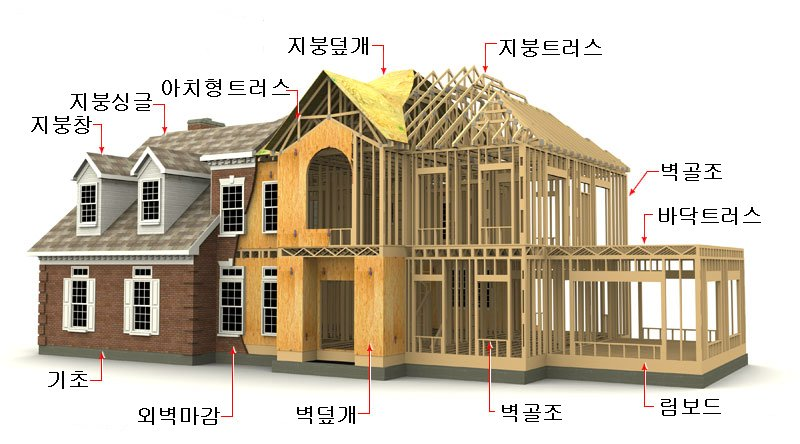 지붕덮개
지붕트러스
아치형트러스
지붕싱글
지붕창
벽골조
바닥트러스
기초
외벽마감
벽덮개
벽골조
림보드